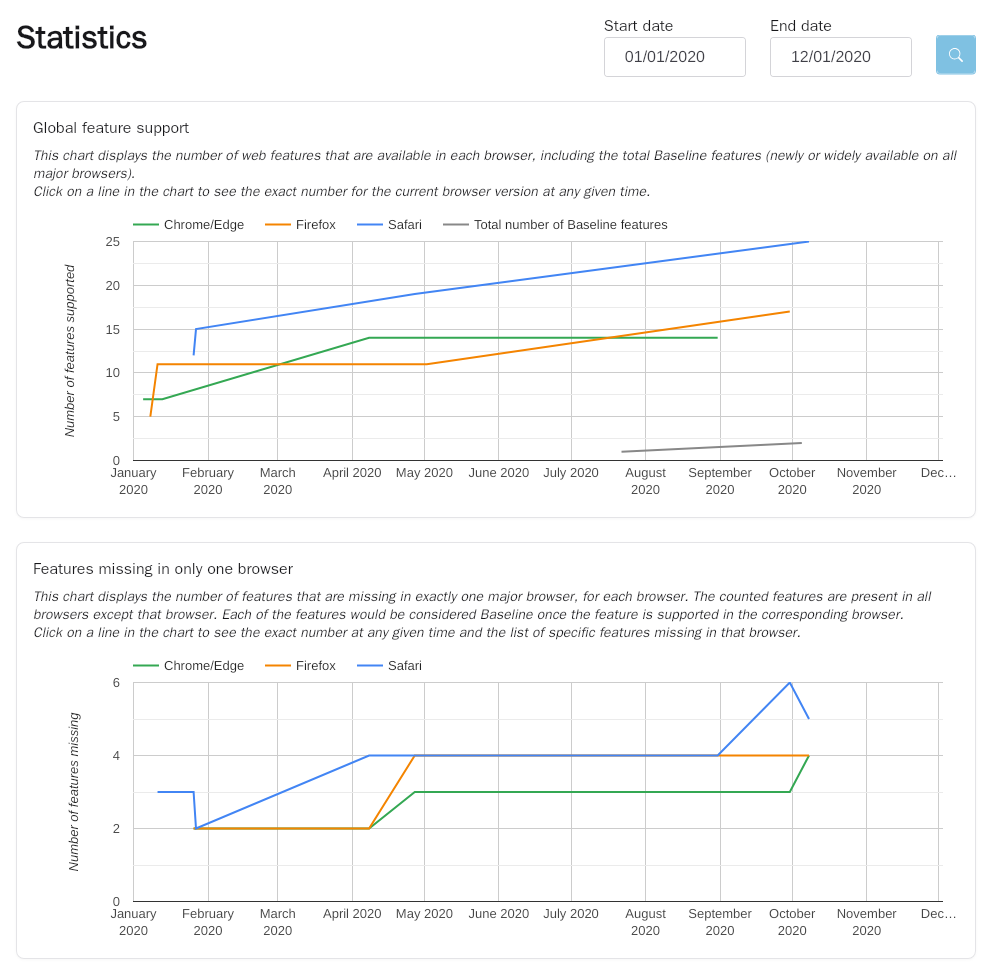 Statistics
Start date
End date
01/01/2020
12/01/2020
Global feature support
This chart displays the number of web features that are available in each browser, including the total Baseline features (newly or widely available on all
major browsers).
Click on a line in the chart to see the exact number for the current browser version at any given time.
Chrome/Edge
Firefox
Safari
Total number of Baseline features
Number of features supported
25
20
15
10
5
0
January
2020
February
2020
March
2020
April 2020
May 2020
June 2020
July 2020
August
2020
September
2020
October
2020
November
2020
Dec…
Features missing in only one browser
This chart displays the number of features that are missing in exactly one major browser, for each browser. The counted features are present in all
browsers except that browser. Each of the features would be considered Baseline once the feature is supported in the corresponding browser.
Click on a line in the chart to see the exact number at any given time and the list of specific features missing in that browser.
Chrome/Edge
Firefox
Safari
Number of features missing
6
4
2
0
January
2020
February
2020
March
2020
April 2020
May 2020
June 2020
July 2020
August
2020
September
2020
October
2020
November
2020
Dec…